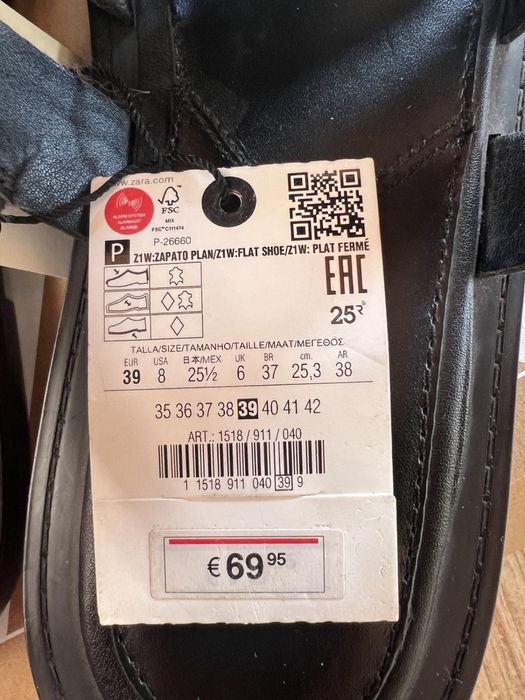 www.zara.com
ALARM SYSTEM
ALARMADO
ALARME
FSC
MIX
FSC® C111474
P-26660
P
Z1W:ZAPATO PLAN/Z1W:FLAT SHOE/Z1W: PLAT FERMÉ
EAC
25
TALLA/SIZE/TAMANHO/TAILLE/MAAT/ΜΕΓΕΘΟΣ
EUR USA 日本/MEX UK BR cm. AR
39 8 25½ 6 37 25,3 38
35 36 37 38 39 40 41 42
ART.: 1518 / 911 / 040
1 1518 911 040 39 9
€ 69 95